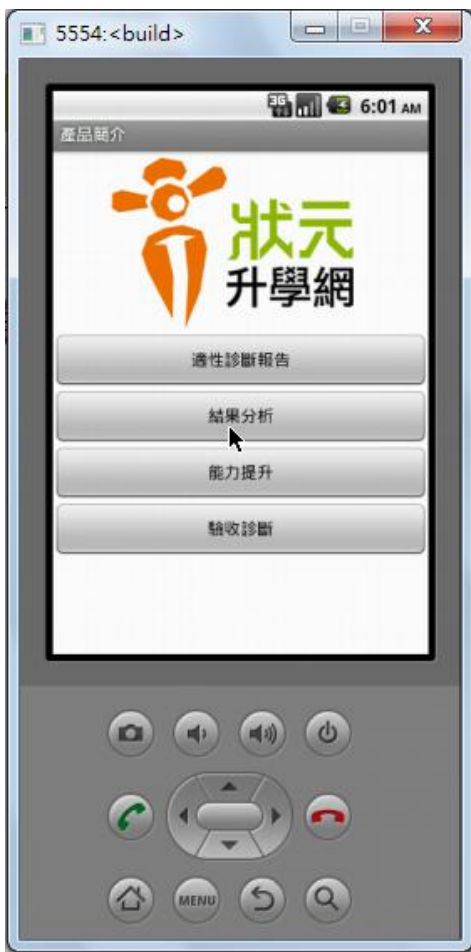 5554:<build>
3G 6:01 AM
產品簡介
狀元
升學網
適性診斷報告
結果分析
能力提升
驗收診斷
MENU